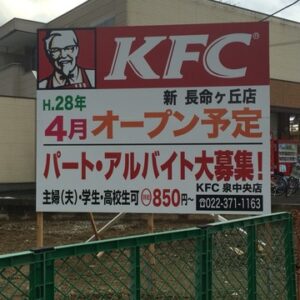 KFC®
H.28年
新 長命ヶ丘店
4月オープン予定
パート・アルバイト大募集!
主婦(夫)・学生・高校生可 時給 850円~
KFC 泉中央店
☎022-371-1163